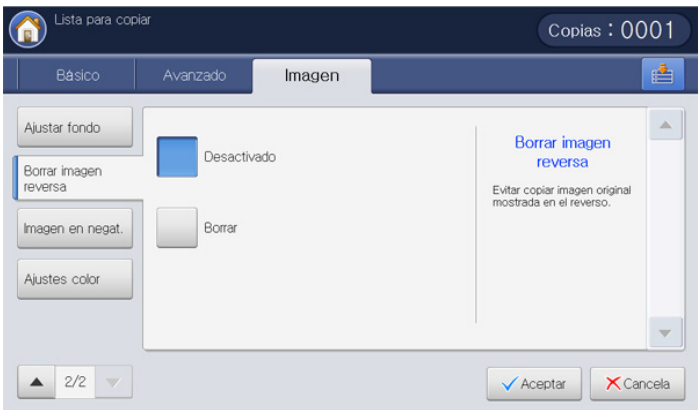 Lista para copiar
Copias : 0001
Básico
Avanzado
Imagen
Ajustar fondo
Borrar imagen
reversa
Imagen en negat.
Ajustes color
2/2
Desactivado
Borrar
Borrar imagen
reversa
Evitar copiar imagen original
mostrada en el reverso.
Aceptar
Cancela